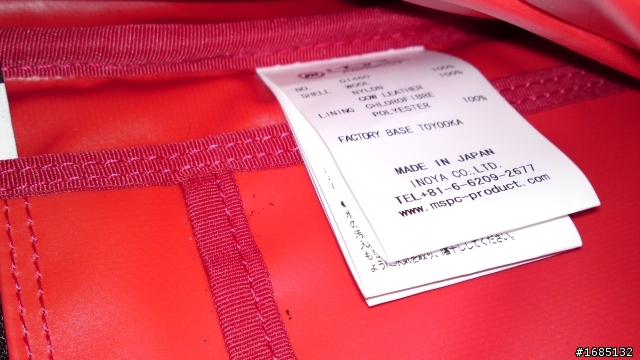 NO. 01460 100%
SHELL WOOL 100%
NYLON
COW LEATHER
LINING CHLOROFIBRE
POLYESTER 100%
FACTORY BASE TOYOOKA
MADE IN JAPAN
INOYA CO.,LTD.
TEL+81-6-6209-2677
www.mspc-product.com
#1685132